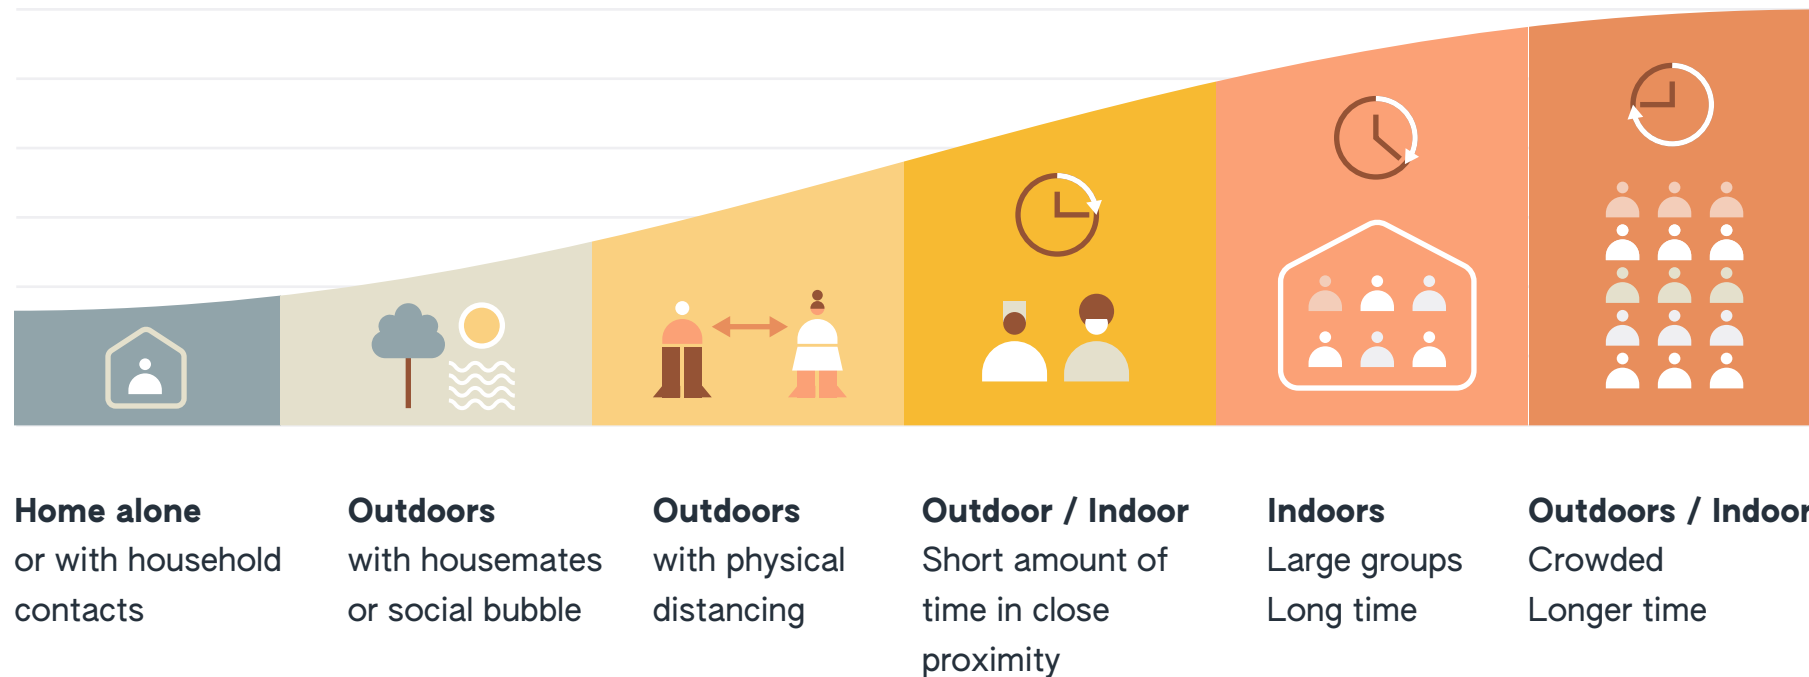 Home alone
or with household
contacts
Outdoors
with housemates
or social bubble
Outdoors
with physical
distancing
Outdoor / Indoor
Short amount of
time in close
proximity
Indoors
Large groups
Long time
Outdoors / Indoor
Crowded
Longer time